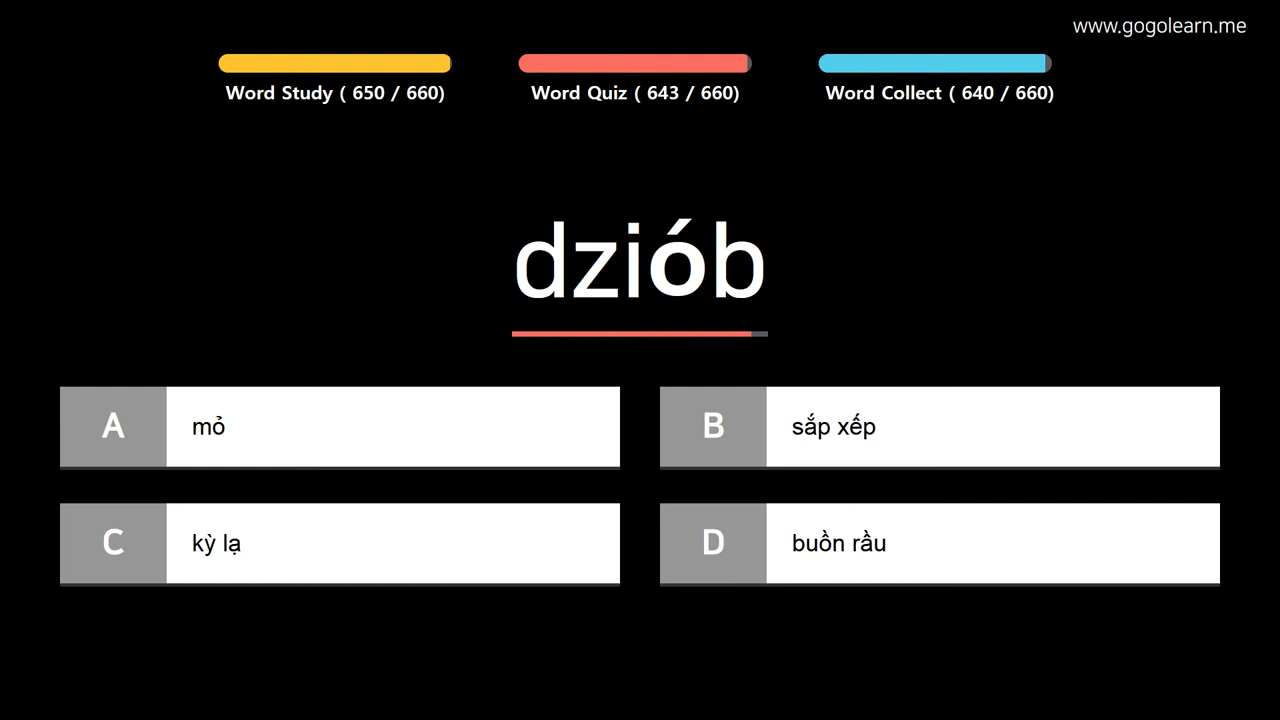 www.gogolearn.me
Word Study ( 650 / 660)
Word Quiz ( 643 / 660)
Word Collect ( 640 / 660)
dziób
A mỏ
B sắp xếp
C kỳ lạ
D buồn rầu